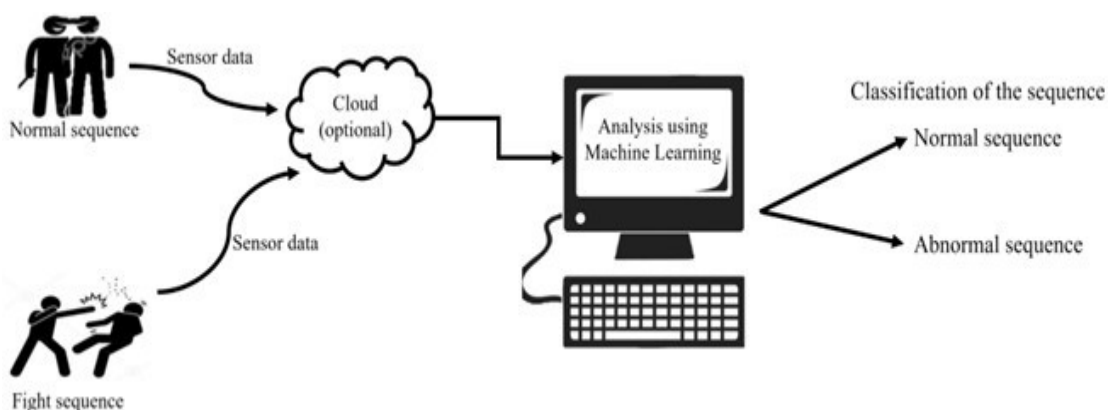 Sensor data
Normal sequence
Cloud
(optional)
Sensor data
Fight sequence
Analysis using
Machine Learning
Classification of the sequence
Normal sequence
Abnormal sequence